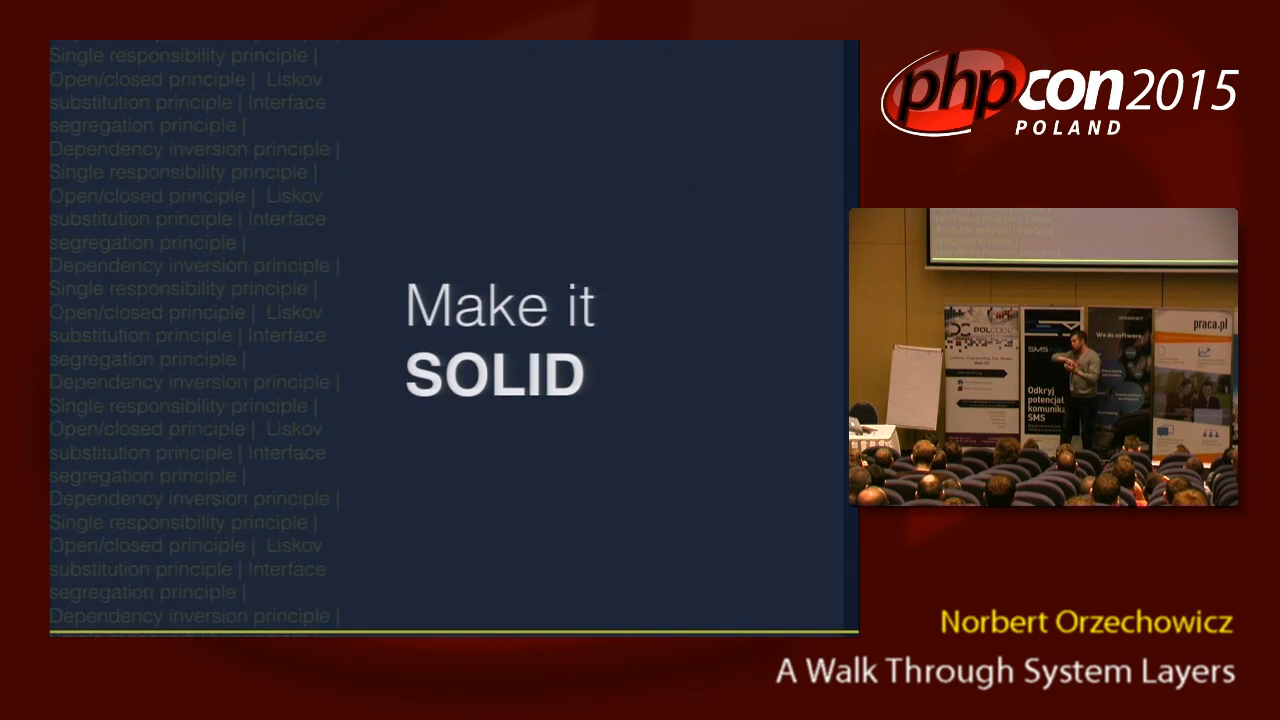 Single responsibility principle |
Open/closed principle | Liskov
substitution principle | Interface
segregation principle |
Dependency inversion principle |
Single responsibility principle |
Open/closed principle | Liskov
substitution principle | Interface
segregation principle |
Dependency inversion principle |
Single responsibility principle |
Open/closed principle | Liskov
substitution principle | Interface
segregation principle |
Dependency inversion principle |
Single responsibility principle |
Open/closed principle | Liskov
substitution principle | Interface
segregation principle |
Dependency inversion principle |
Single responsibility principle |
Open/closed principle | Liskov
substitution principle | Interface
segregation principle |
Dependency inversion principle |
Make it
SOLID
phpcon2015
POLAND
POLCODE
SMS
Odkryj
potencjał
komunika
SMS
We do software.
praca.pl
Norbert Orzechowicz
A Walk Through System Layers